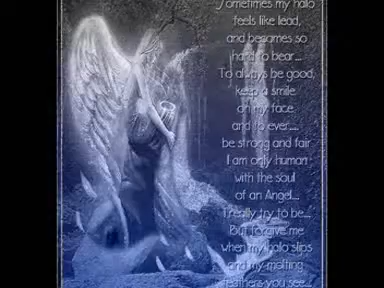 Sometimes my halo
feels like lead,
and becomes so
hard to bear....
To always be good,
keep a smile
on my face,
and to ever....
be strong and fair
I am only human
with the soul
of an Angel....
I really try to be....
But forgive me
when my halo slips
and my molting
feathers you see....